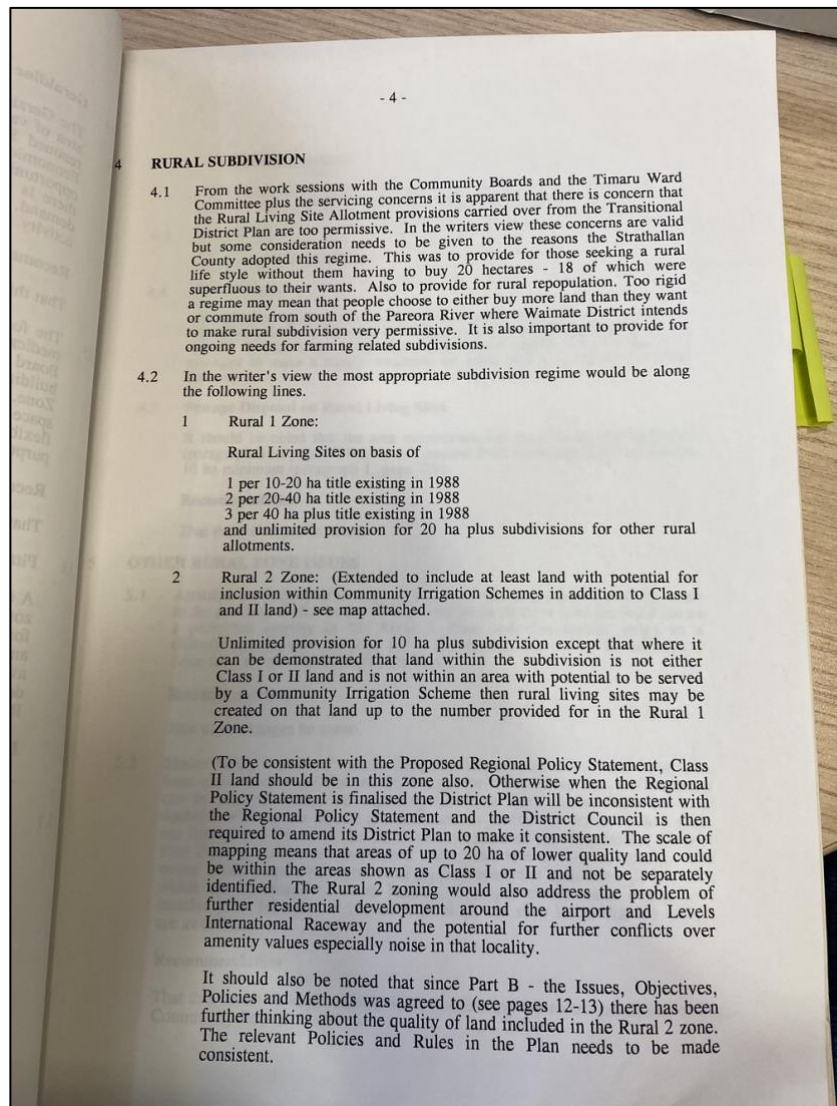 - 4 -
4 RURAL SUBDIVISION
4.1 From the work sessions with the Community Boards and the Timaru Ward
Committee plus the servicing concerns it is apparent that there is concern that
the Rural Living Site Allotment provisions carried over from the Transitional
District Plan are too permissive. In the writers view these concerns are valid
but some consideration needs to be given to the reasons the Strathallan
County adopted this regime. This was to provide for those seeking a rural
life style without them having to buy 20 hectares - 18 of which were
superfluous to their wants. Also to provide for rural repopulation. Too rigid
a regime may mean that people choose to either buy more land than they want
or commute from south of the Pareora River where Waimate District intends
to make rural subdivision very permissive. It is also important to provide for
ongoing needs for farming related subdivisions.
4.2 In the writer's view the most appropriate subdivision regime would be along
the following lines.
1 Rural 1 Zone:
Rural Living Sites on basis of
1 per 10-20 ha title existing in 1988
2 per 20-40 ha title existing in 1988
3 per 40 ha plus title existing in 1988
and unlimited provision for 20 ha plus subdivisions for other rural
allotments.
2 Rural 2 Zone: (Extended to include at least land with potential for
inclusion within Community Irrigation Schemes in addition to Class I
and II land) - see map attached.
Unlimited provision for 10 ha plus subdivision except that where it
can be demonstrated that land within the subdivision is not either
Class I or II land and is not within an area with potential to be served
by a Community Irrigation Scheme then rural living sites may be
created on that land up to the number provided for in the Rural 1
Zone.
(To be consistent with the Proposed Regional Policy Statement, Class
II land should be in this zone also. Otherwise when the Regional
Policy Statement is finalised the District Plan will be inconsistent with
the Regional Policy Statement and the District Council is then
required to amend its District Plan to make it consistent. The scale of
mapping means that areas of up to 20 ha of lower quality land could
be within the areas shown as Class I or II and not be separately
identified. The Rural 2 zoning would also address the problem of
further residential development around the airport and Levels
International Raceway and the potential for further conflicts over
amenity values especially noise in that locality.
It should also be noted that since Part B - the Issues, Objectives,
Policies and Methods was agreed to (see pages 12-13) there has been
further thinking about the quality of land included in the Rural 2 zone.
The relevant Policies and Rules in the Plan needs to be made
consistent.